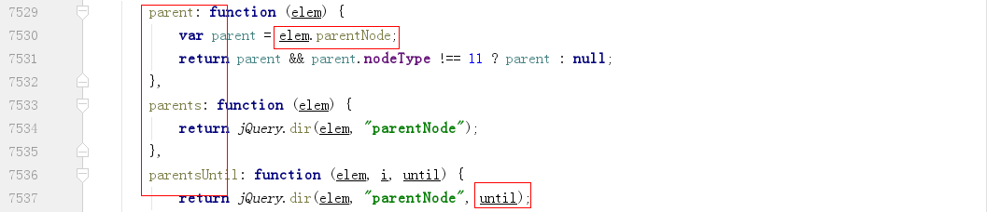 7529 parent: function (elem) {
7530 var parent = elem.parentNode;
7531 return parent && parent.nodeType !== 11 ? parent : null;
7532 },
7533 parents: function (elem) {
7534 return jQuery.dir(elem, "parentNode");
7535 },
7536 parentsUntil: function (elem, i, until) {
7537 return jQuery.dir(elem, "parentNode", until);